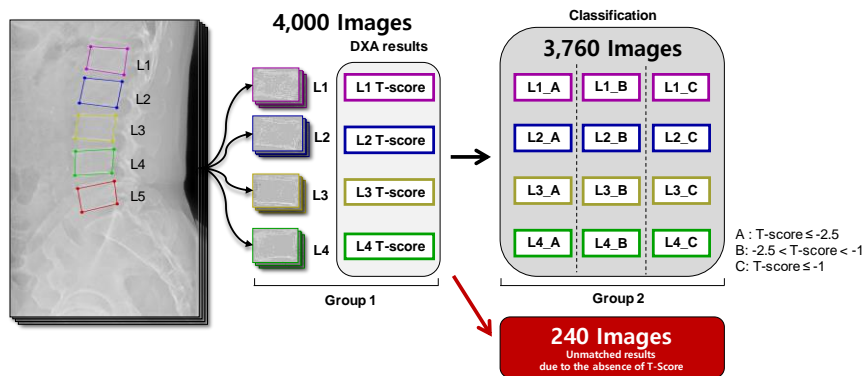 4,000 Images
DXA results
Classification
3,760 Images
L1
L2
L3
L4
L5
L1
L1 T-score
L2
L2 T-score
L3
L3 T-score
L4
L4 T-score
L1_A
L1_B
L1_C
L2_A
L2_B
L2_C
L3_A
L3_B
L3_C
L4_A
L4_B
L4_C
A : T-score ≤ -2.5
B: -2.5 < T-score < -1
C: T-score ≤ -1
Group 1
Group 2
240 Images
Unmatched results
due to the absence of T-Score